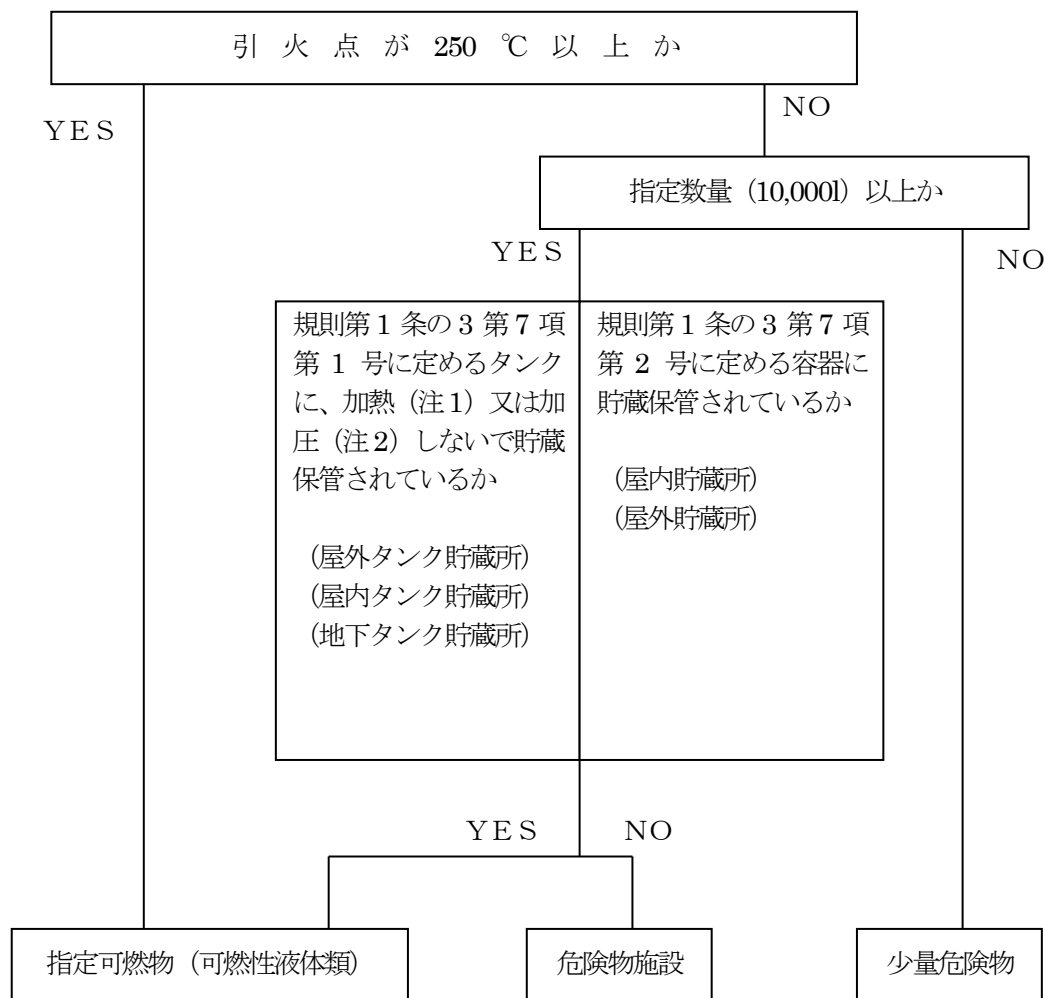 引 火 点 が 250 ℃ 以 上 か
YES
NO
指定数量（10,000l）以上か
YES
NO
規則第1条の3第7項
第1号に定めるタンク
に、加熱（注1）又は加
圧（注2）しないで貯蔵
保管されているか
（屋外タンク貯蔵所）
（屋内タンク貯蔵所）
（地下タンク貯蔵所）
規則第1条の3第7項
第2号に定める容器に
貯蔵保管されているか
（屋内貯蔵所）
（屋外貯蔵所）
YES
NO
指定可燃物（可燃性液体類）
危険物施設
少量危険物